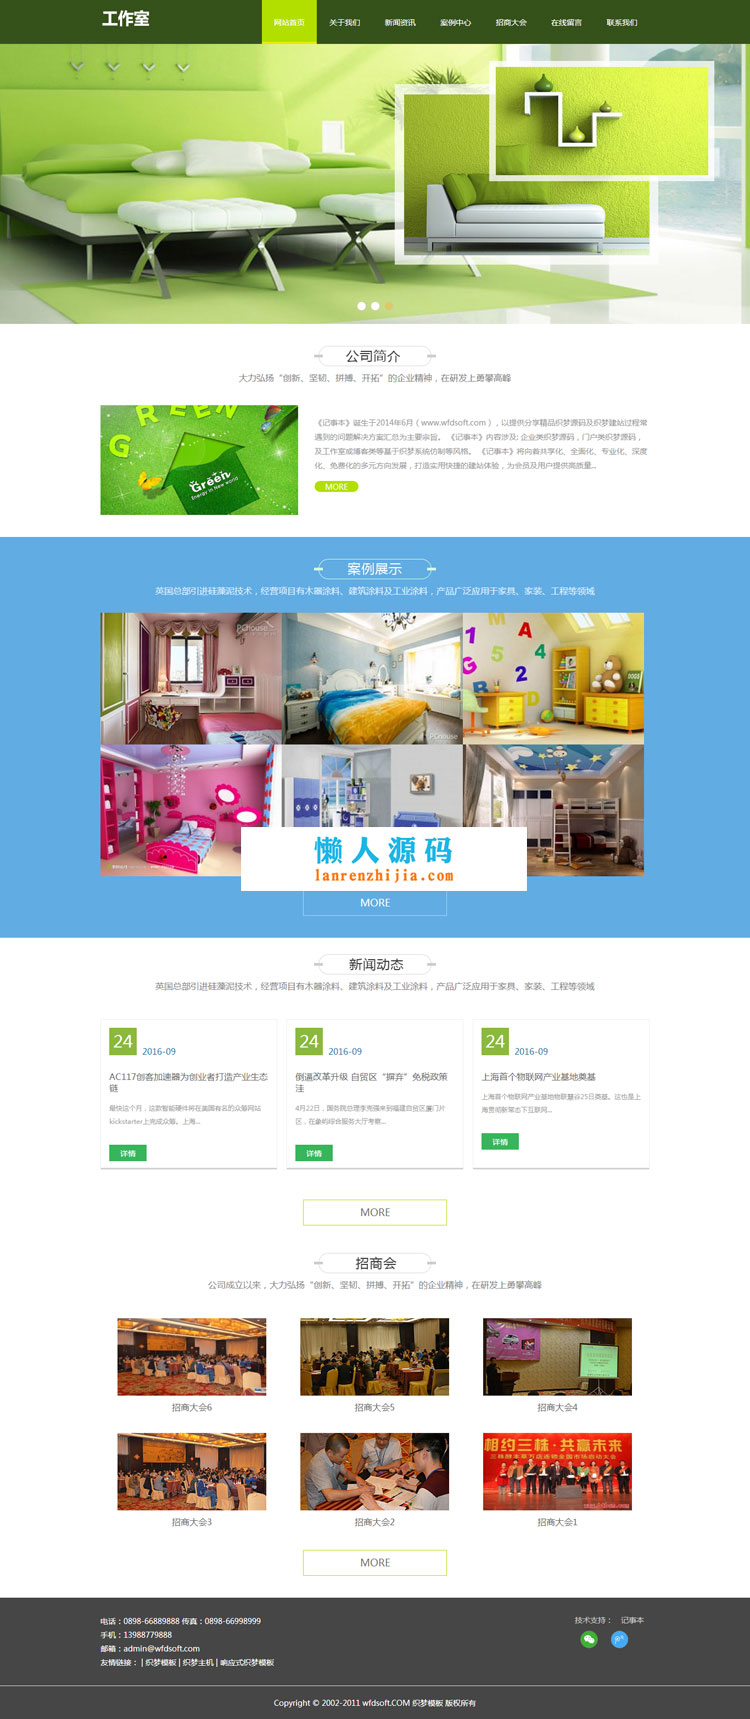 工作室
网站首页 关于我们 新闻资讯 案例中心 招商大会 在线留言 联系我们
公司简介
大力弘扬“创新、坚韧、拼搏、开拓”的企业精神，在研发上勇攀高峰
GREEN
Green
Energy in New world
《记事本》诞生于2014年6月（www.wfdsoft.com），以提供分享精品织梦源码及织梦建站过程常
遇到的问题解决方案汇总为主要宗旨。 《记事本》内容涉及: 企业类织梦源码，门户类织梦源码，
及工作室或博客类等基于织梦系统仿制等风格。 《记事本》将向着共享化、全面化、专业化、深度
化、免费化的多元方向发展，打造实用快捷的建站体验，为会员及用户提供高质量...
MORE
案例展示
英国总部引进硅藻泥技术，经营项目有木器涂料、建筑涂料及工业涂料，产品广泛应用于家具、家装、工程等领域
PChouse
PChouse
DOGS
懒人源码
lanrenzhijia.com
MORE
新闻动态
英国总部引进硅藻泥技术，经营项目有木器涂料、建筑涂料及工业涂料，产品广泛应用于家具、家装、工程等领域
24 2016-09
AC117创客加速器为创业者打造产业生态
链
最快这个月，这款智能硬件将在美国有名的众筹网站
kickstarter上完成众筹。上海...
详情
24 2016-09
倒逼改革升级 自贸区“摒弃”免税政策
洼
4月22日，国务院总理李克强来到福建自贸区厦门片
区，在象屿综合服务大厅考察...
详情
24 2016-09
上海首个物联网产业基地奠基
上海首个物联网产业基地物联慧谷25日奠基。这也是上
海贯彻新常态下互联网...
详情
MORE
招商会
公司成立以来，大力弘扬“创新、坚韧、拼搏、开拓”的企业精神，在研发上勇攀高峰
招商大会6
招商大会5
招商大会4
相约三株·共赢未来
招商大会3
招商大会2
招商大会1
MORE
电话：0898-66889888 传真：0898-66998999
手机：13988779888
邮箱：admin@wfdsoft.com
友情链接： | 织梦模板 | 织梦主机 | 响应式织梦模板
技术支持： 记事本
Copyright © 2002-2011 wfdsoft.COM 织梦模板 版权所有